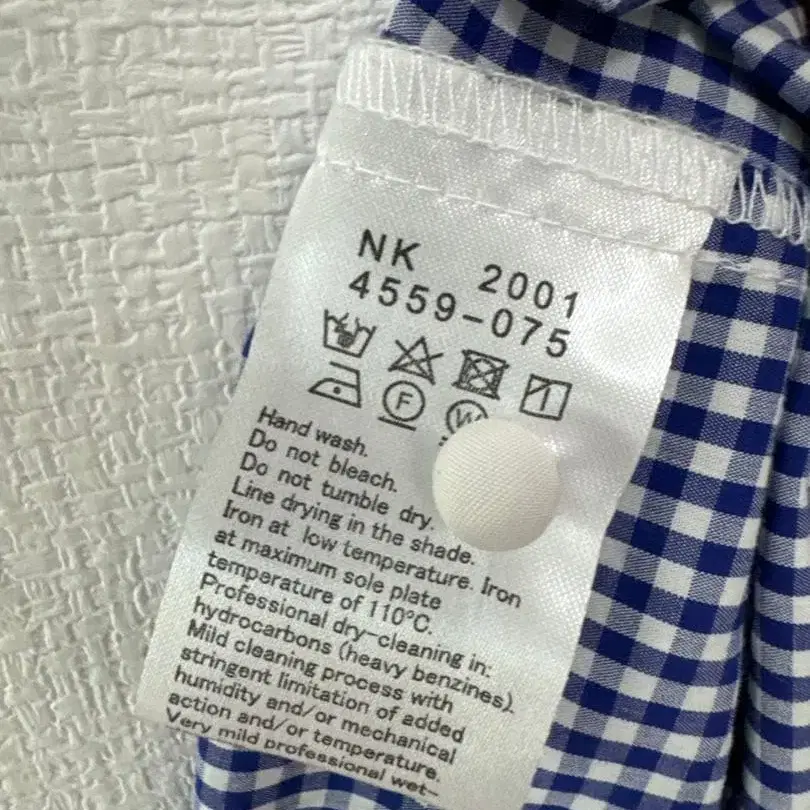 NK 2001
4559-075
F W
Hand wash.
Do not bleach.
Do not tumble dry.
Line drying in the shade.
Iron at low temperature. Iron
at maximum sole plate
temperature of 110°C.
Professional dry-cleaning in:
hydrocarbons (heavy benzines).
Mild cleaning process with
stringent limitation of added
humidity and/or mechanical
action and/or temperature.
Very mild professional wet-